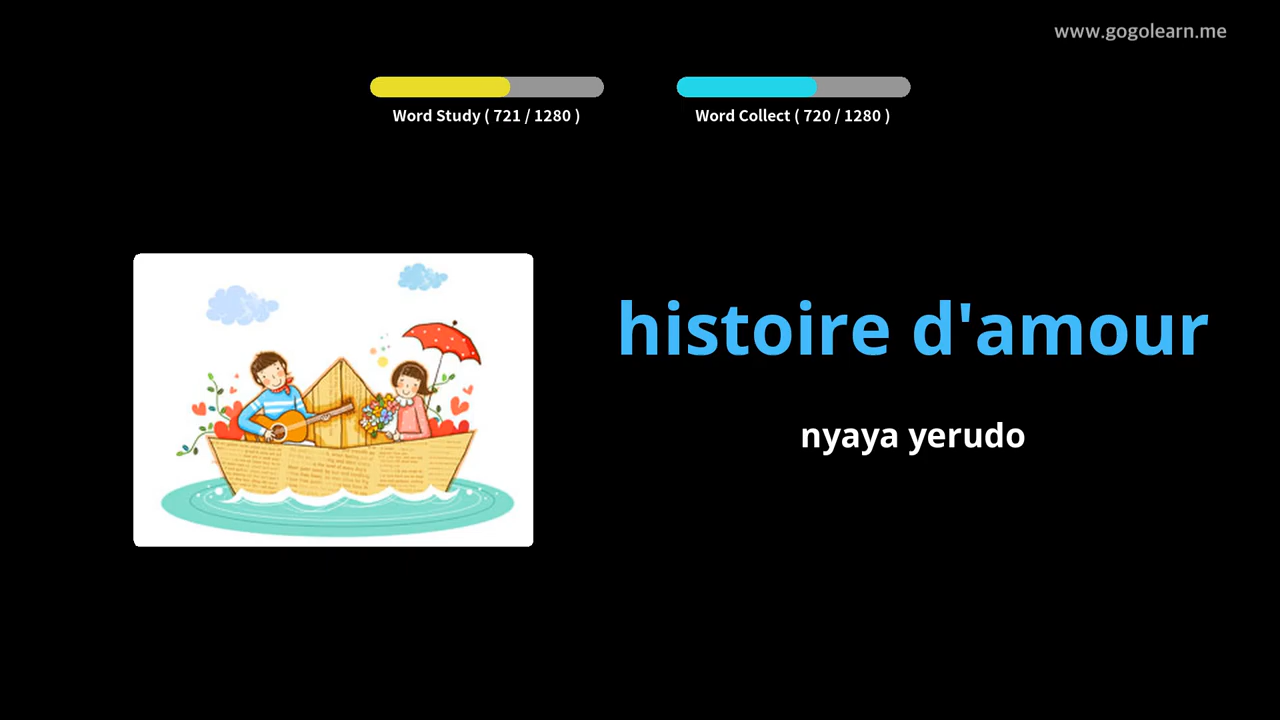 www.gogolearn.me
Word Study ( 721 / 1280 )
Word Collect ( 720 / 1280 )
histoire d'amour
nyaya yerudo